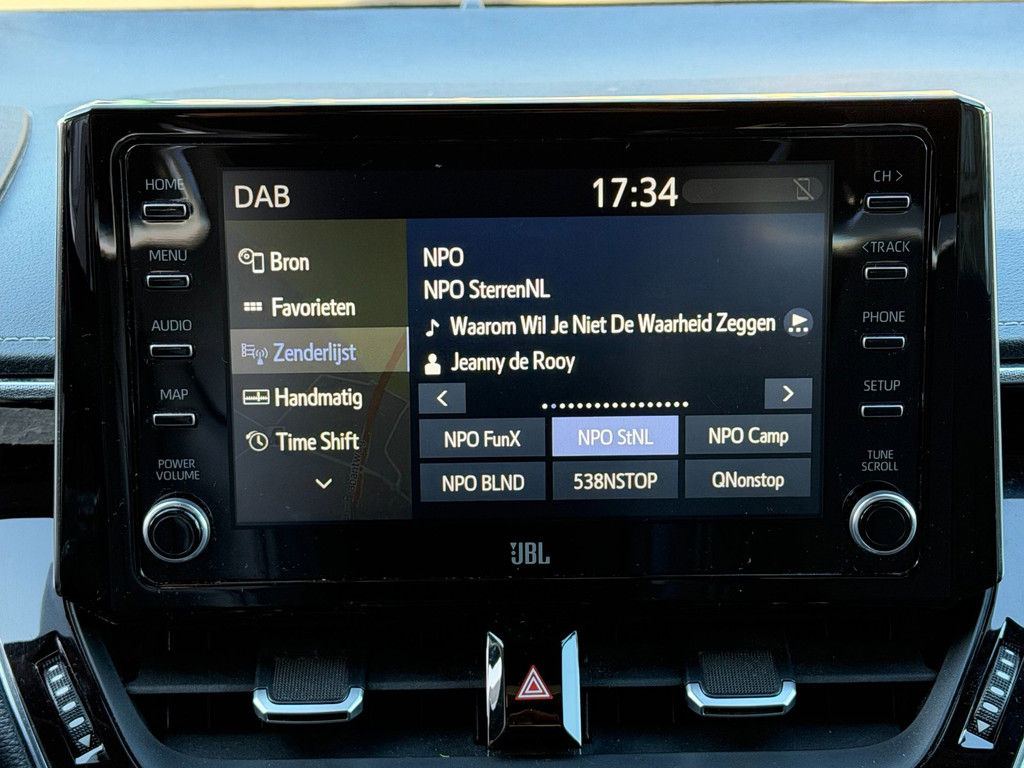 HOME
MENU
AUDIO
MAP
POWER
VOLUME
DAB
17:34
Bron
Favorieten
Zenderlijst
Handmatig
Time Shift
NPO
NPO SterrenNL
Waarom Wil Je Niet De Waarheid Zeggen
Jeanny de Rooy
< >
NPO FunX NPO StNL NPO Camp
NPO BLND 538NSTOP QNonstop
CH >
< TRACK
PHONE
SETUP
TUNE
SCROLL
JBL